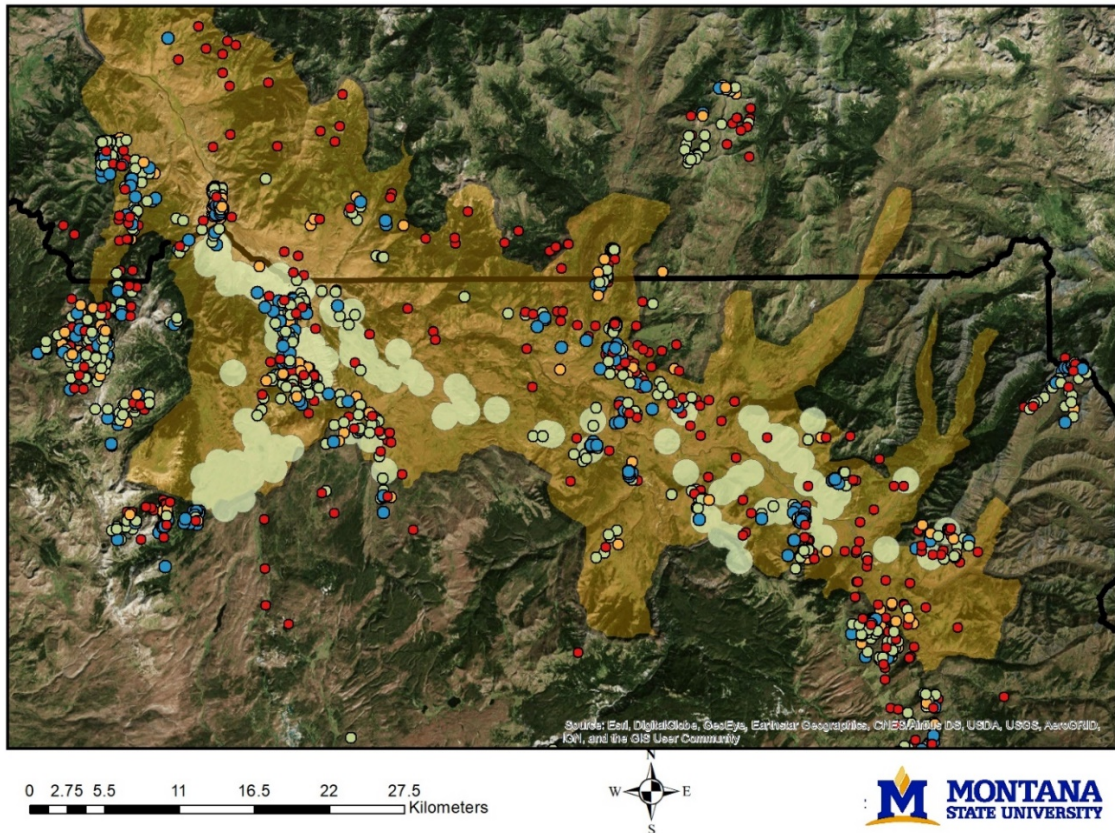 Source: Esri, DigitalGlobe, GeoEye, Earthstar Geographics, CNES/Airbus DS, USDA, USGS, AeroGRID,
IGN, and the GIS User Community
N
W E
S
0 2.75 5.5 11 16.5 22 27.5
Kilometers
M MONTANA
STATE UNIVERSITY